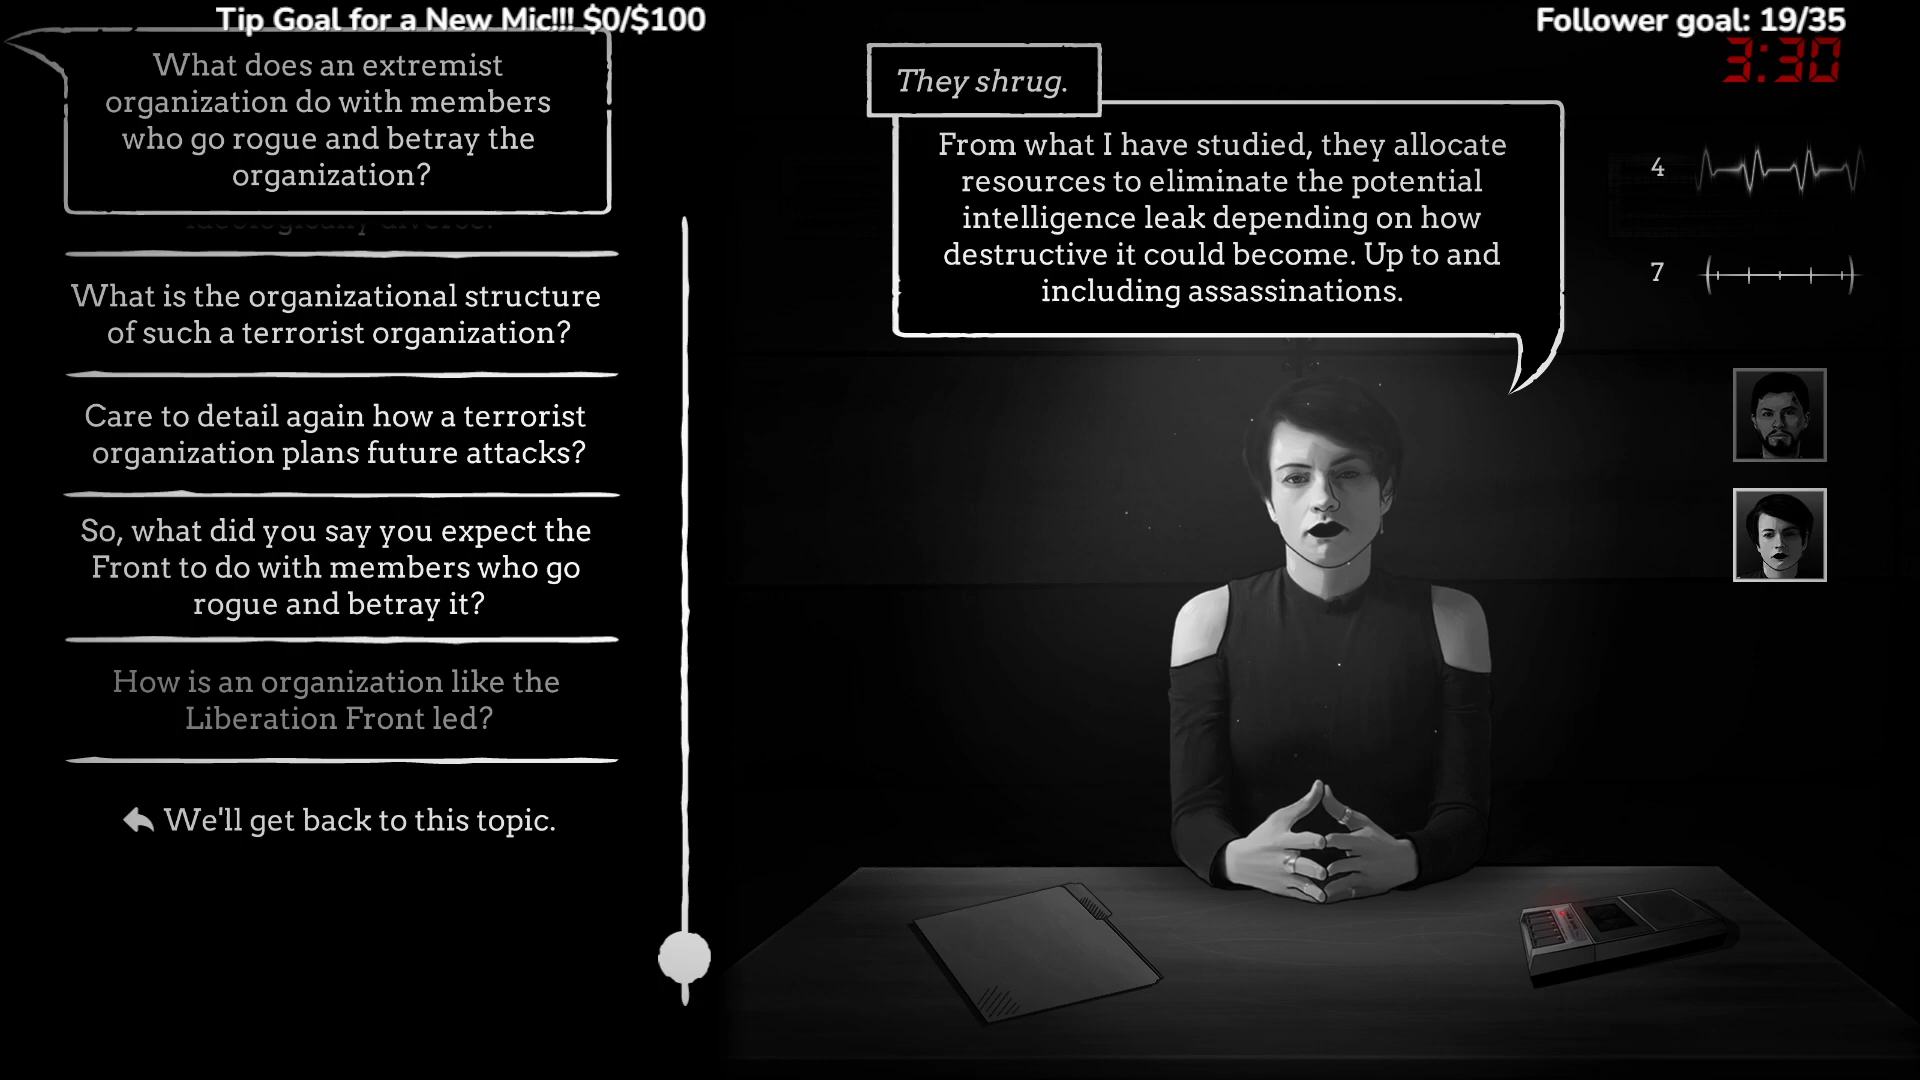 Tip Goal for a New Mic!!! $0/$100
Follower goal: 19/35
3:30
What does an extremist
organization do with members
who go rogue and betray the
organization?
ideologically diverse?
What is the organizational structure
of such a terrorist organization?
Care to detail again how a terrorist
organization plans future attacks?
So, what did you say you expect the
Front to do with members who go
rogue and betray it?
How is an organization like the
Liberation Front led?
We'll get back to this topic.
They shrug.
From what I have studied, they allocate
resources to eliminate the potential
intelligence leak depending on how
destructive it could become. Up to and
including assassinations.
4
7